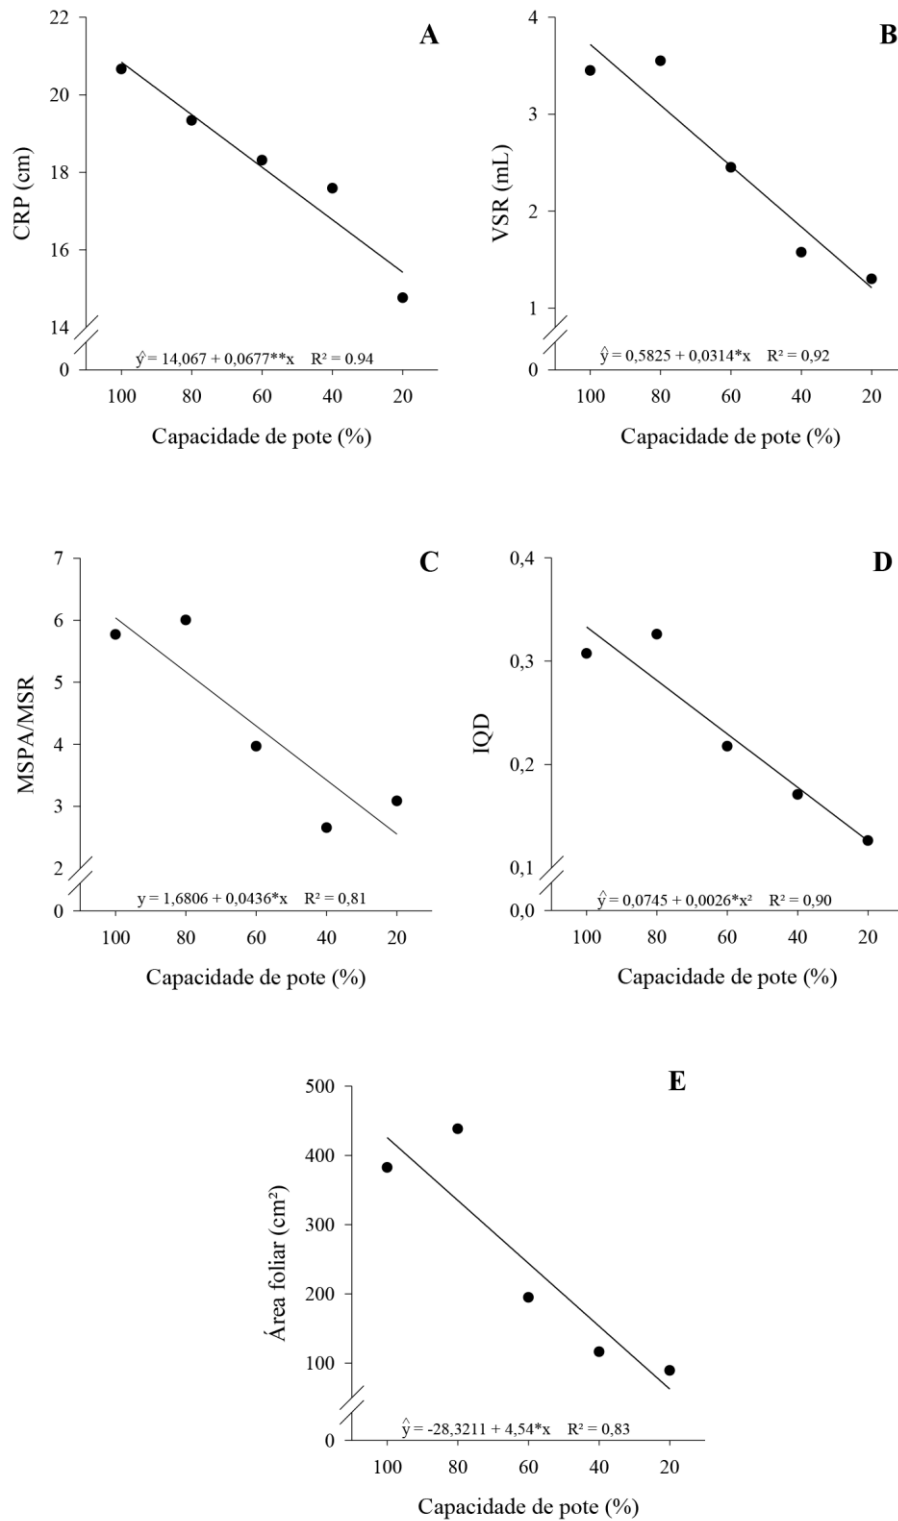 A
22
20
18
16
14
0
CRP (cm)
ŷ = 14,067 + 0,0677**x R² = 0.94
100 80 60 40 20
Capacidade de pote (%)
B
4
3
2
1
0
VSR (mL)
ŷ = 0,5825 + 0,0314*x R² = 0,92
100 80 60 40 20
Capacidade de pote (%)
C
7
6
5
4
3
2
0
MSPA/MSR
y = 1,6806 + 0,0436*x R² = 0,81
100 80 60 40 20
Capacidade de pote (%)
D
0,4
0,3
0,2
0,1
0,0
IQD
ŷ = 0,0745 + 0,0026*x² R² = 0,90
100 80 60 40 20
Capacidade de pote (%)
E
500
400
300
200
100
0
Área foliar (cm²)
ŷ = -28,3211 + 4,54*x R² = 0,83
100 80 60 40 20
Capacidade de pote (%)